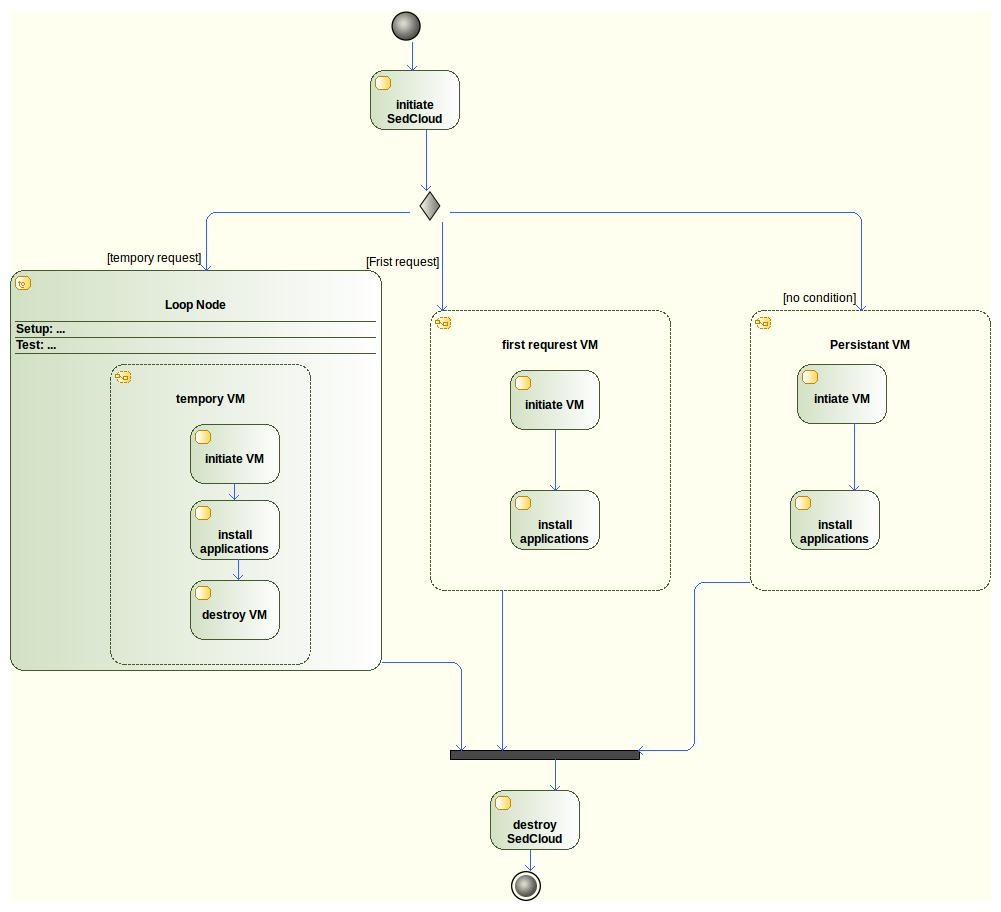 initiate
SedCloud
[tempory request]
[Frist request]
[no condition]
Loop Node
Setup: ...
Test: ...
tempory VM
initiate VM
install
applications
destroy VM
first requrest VM
initiate VM
install
applications
Persistant VM
intiate VM
install
applications
destroy
SedCloud